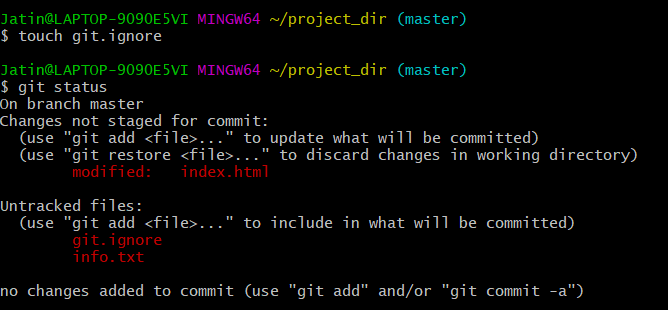 Jatin@LAPTOP-9090E5VI MINGW64 ~/project_dir (master)
$ touch git.ignore
Jatin@LAPTOP-9090E5VI MINGW64 ~/project_dir (master)
$ git status
On branch master
Changes not staged for commit:
  (use "git add <file>..." to update what will be committed)
  (use "git restore <file>..." to discard changes in working directory)
        modified:   index.html
Untracked files:
  (use "git add <file>..." to include in what will be committed)
        git.ignore
        info.txt
no changes added to commit (use "git add" and/or "git commit -a")